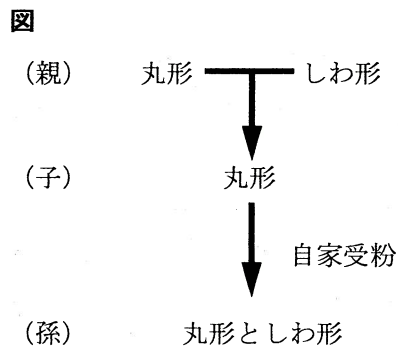 図
（親） 丸形 しわ形
（子） 丸形
自家受粉
（孫） 丸形としわ形